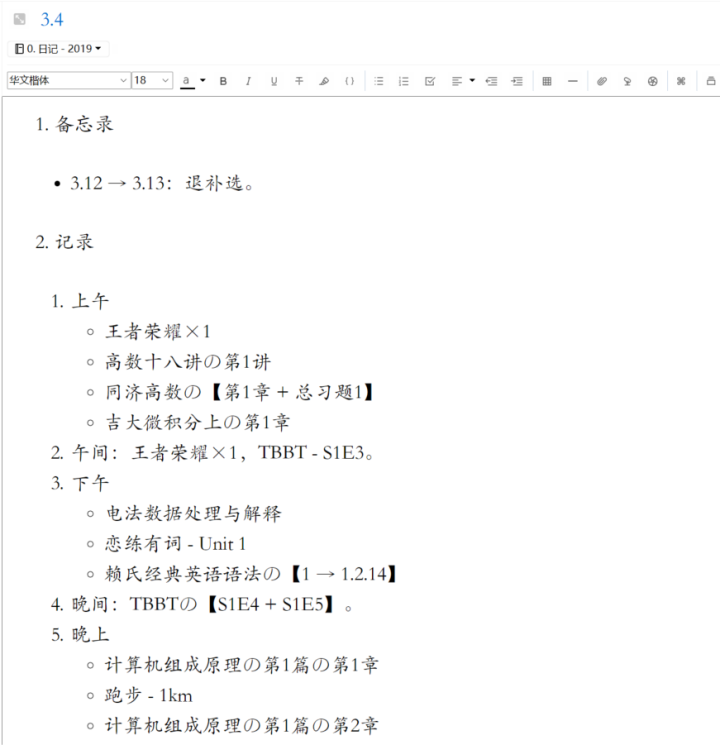 3.4
0. 日记 - 2019
华文楷体 18 a B I U
1. 备忘录
• 3.12 → 3.13：退补选。
2. 记录
1. 上午
○ 王者荣耀×1
○ 高数十八讲の第1讲
○ 同济高数の【第1章 + 总习题1】
○ 吉大微积分上の第1章
2. 午间：王者荣耀×1，TBBT - S1E3。
3. 下午
○ 电法数据处理与解释
○ 恋练有词 - Unit 1
○ 赖氏经典英语语法の【1 → 1.2.14】
4. 晚间：TBBTの【S1E4 + S1E5】。
5. 晚上
○ 计算机组成原理の第1篇の第1章
○ 跑步 - 1km
○ 计算机组成原理の第1篇の第2章